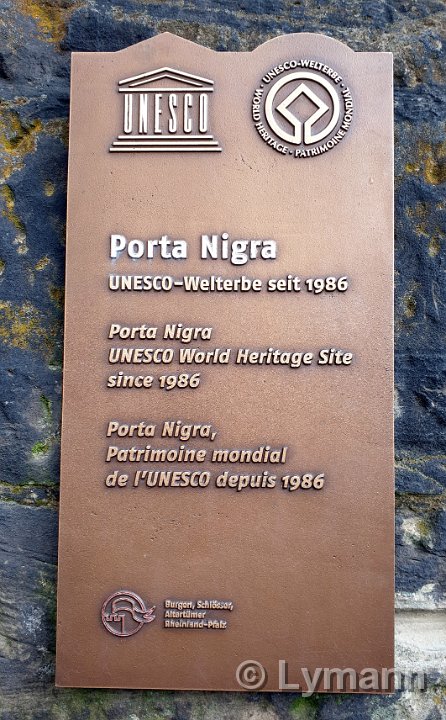 UNESCO
UNESCO-WELTERBE · WORLD HERITAGE · PATRIMOINE MONDIAL ·
Porta Nigra
UNESCO-Welterbe seit 1986
Porta Nigra
UNESCO World Heritage Site
since 1986
Porta Nigra,
Patrimoine mondial
de l'UNESCO depuis 1986
Burgen, Schlösser,
Altertümer
Rheinland-Pfalz
© Lymann